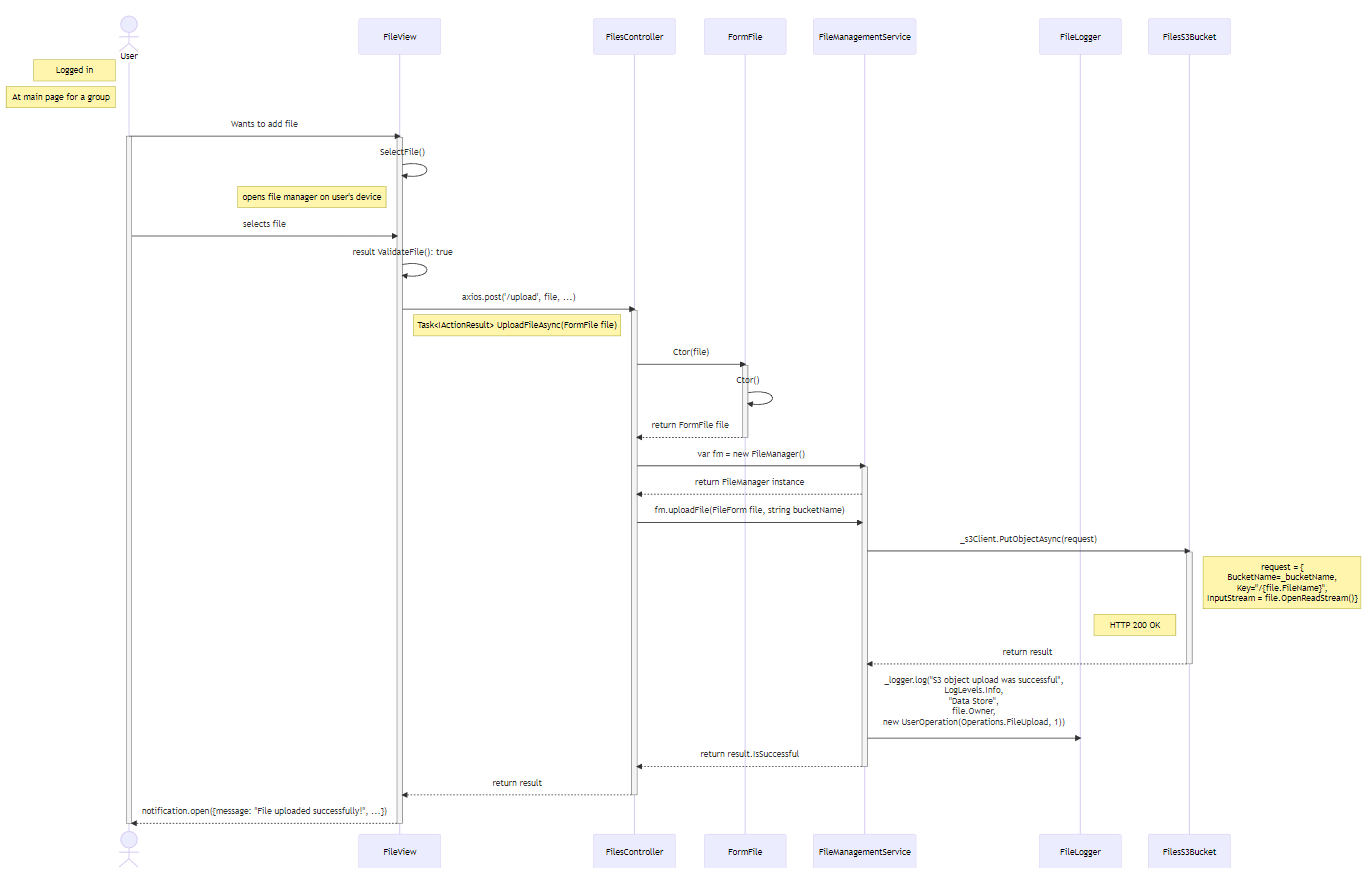 FileView
FilesController
FormFile
FileManagementService
FileLogger
FilesS3Bucket
User
Logged in
At main page for a group
Wants to add file
SelectFile()
opens file manager on user's device
selects file
result ValidateFile(): true
axios.post('/upload', file, ...)
Task<IActionResult> UploadFileAsync(FormFile file)
Ctor(file)
Ctor()
return FormFile file
var fm = new FileManager()
return FileManager instance
fm.uploadFile(FileForm file, string bucketName)
_s3Client.PutObjectAsync(request)
request = {
BucketName=_bucketName,
Key="/{file.FileName}",
InputStream = file.OpenReadStream()}
HTTP 200 OK
return result
_logger.log("S3 object upload was successful",
LogLevels.Info,
"Data Store",
file.Owner,
new UserOperation(Operations.FileUpload, 1))
return result.IsSuccessful
return result
notification.open({message: "File uploaded successfully!", ...})
FileView
FilesController
FormFile
FileManagementService
FileLogger
FilesS3Bucket